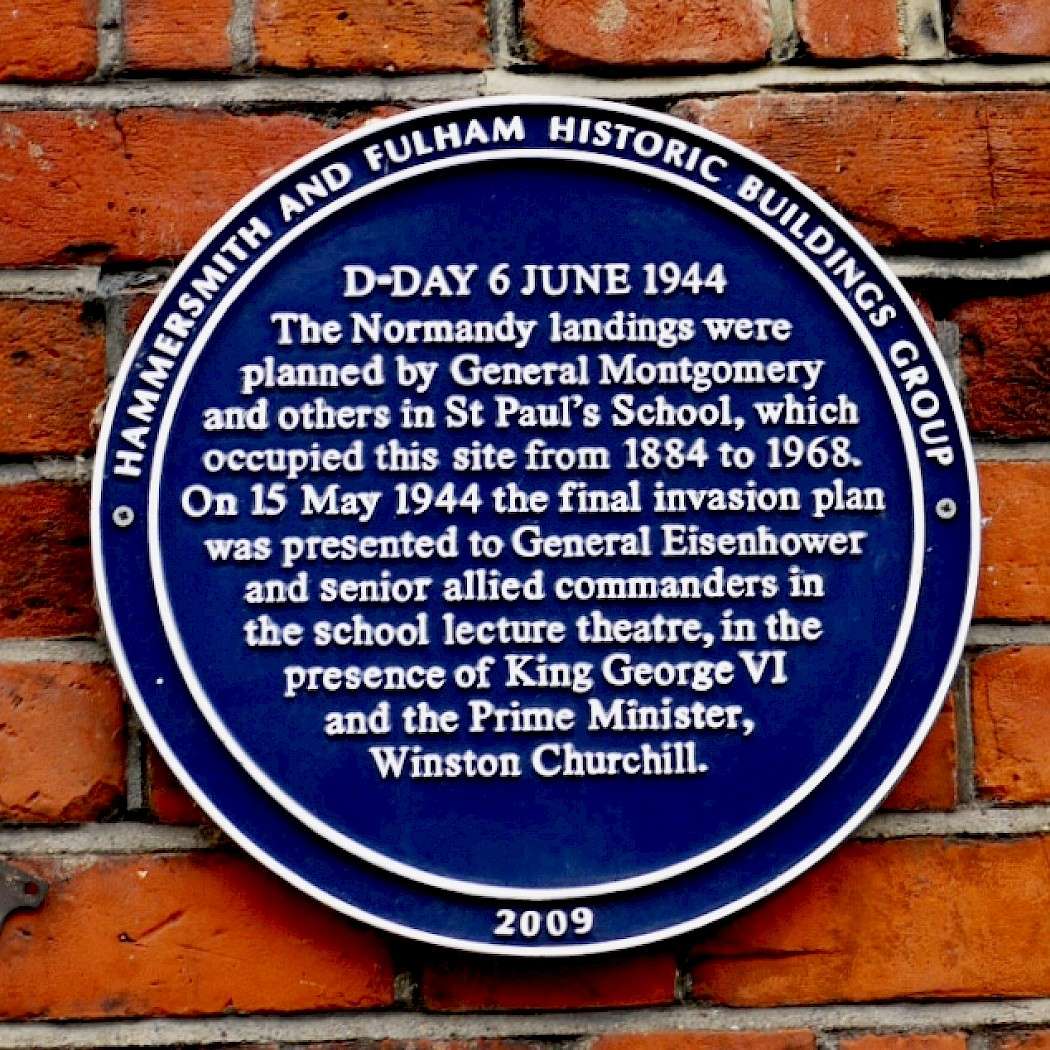 HAMMERSMITH AND FULHAM HISTORIC BUILDINGS GROUP
D-DAY 6 JUNE 1944
The Normandy landings were
planned by General Montgomery
and others in St Paul's School, which
occupied this site from 1884 to 1968.
On 15 May 1944 the final invasion plan
was presented to General Eisenhower
and senior allied commanders in
the school lecture theatre, in the
presence of King George VI
and the Prime Minister,
Winston Churchill.
2009